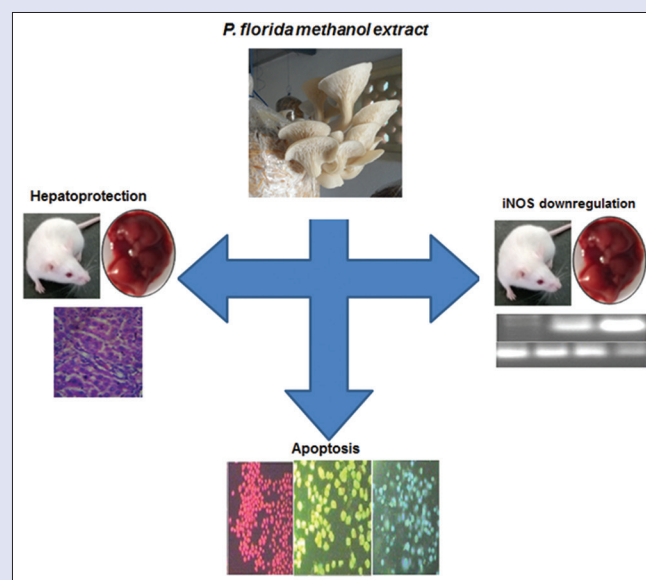 P. florida methanol extract
Hepatoprotection
iNOS downregulation
Apoptosis